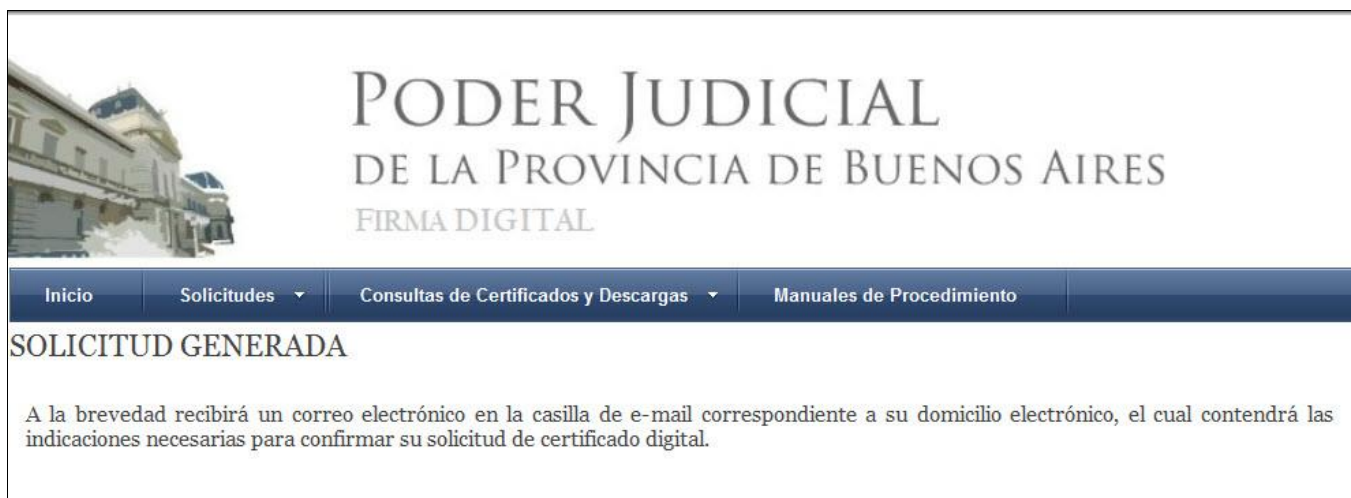 PODER JUDICIAL
DE LA PROVINCIA DE BUENOS AIRES
FIRMA DIGITAL
Inicio Solicitudes Consultas de Certificados y Descargas Manuales de Procedimiento
SOLICITUD GENERADA
A la brevedad recibirá un correo electrónico en la casilla de e-mail correspondiente a su domicilio electrónico, el cual contendrá las
indicaciones necesarias para confirmar su solicitud de certificado digital.